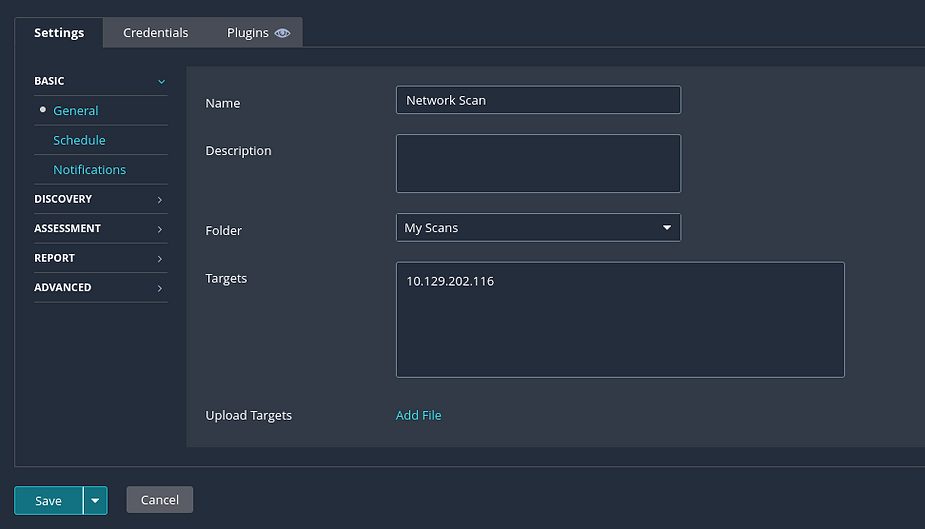 Settings Credentials Plugins
BASIC
General
Schedule
Notifications
DISCOVERY
ASSESSMENT
REPORT
ADVANCED
Name Network Scan
Description
Folder My Scans
Targets 10.129.202.116
Upload Targets Add File
Save Cancel